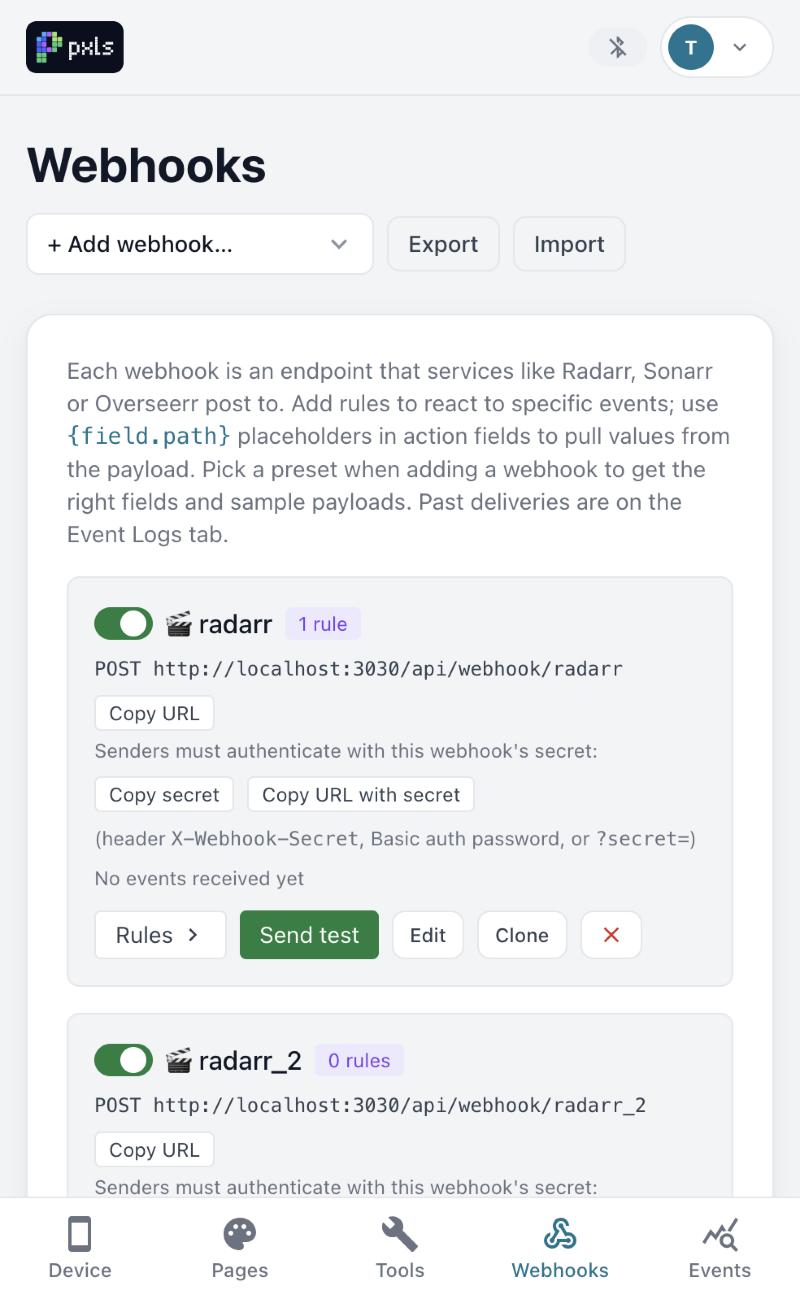 pxls
T
Webhooks
+ Add webhook...
Export
Import
Each webhook is an endpoint that services like Radarr, Sonarr
or Overseerr post to. Add rules to react to specific events; use
{field.path} placeholders in action fields to pull values from
the payload. Pick a preset when adding a webhook to get the
right fields and sample payloads. Past deliveries are on the
Event Logs tab.
radarr 1 rule
POST http://localhost:3030/api/webhook/radarr
Copy URL
Senders must authenticate with this webhook's secret:
Copy secret Copy URL with secret
(header X-Webhook-Secret, Basic auth password, or ?secret=)
No events received yet
Rules Send test Edit Clone
radarr_2 0 rules
POST http://localhost:3030/api/webhook/radarr_2
Copy URL
Senders must authenticate with this webhook's secret:
Device Pages Tools Webhooks Events